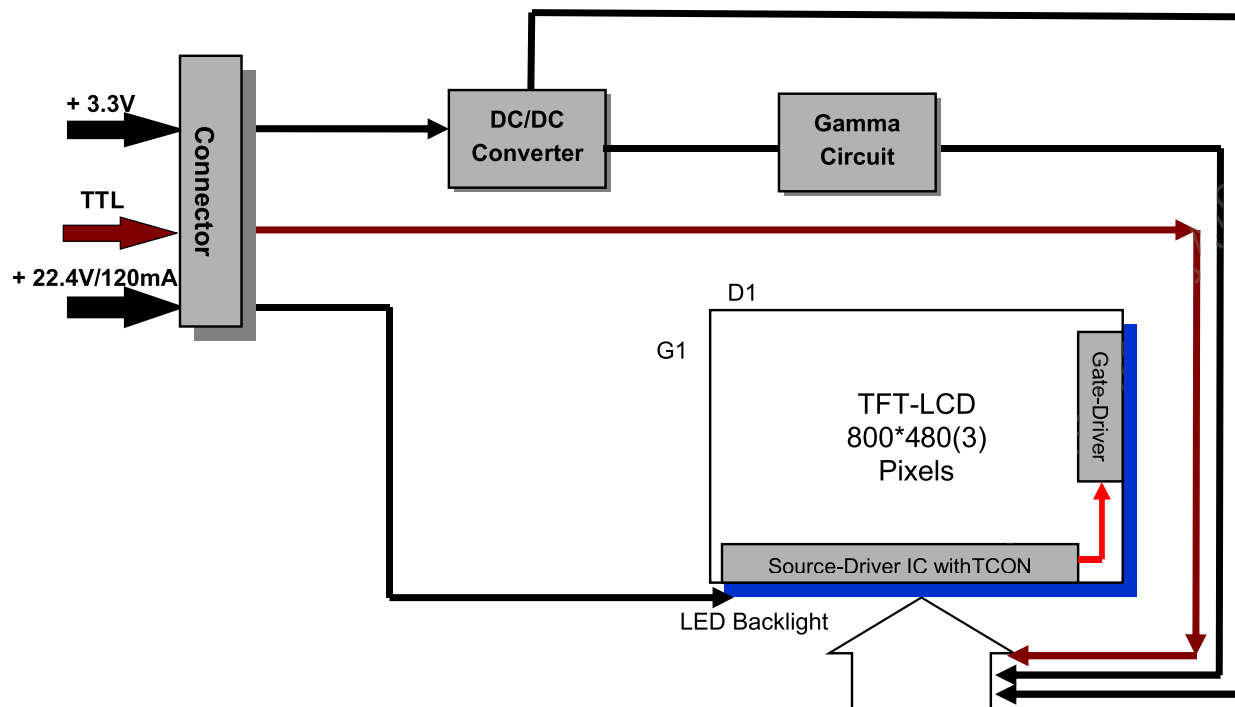 + 3.3V
TTL
+ 22.4V/120mA
Connector
DC/DC
Converter
Gamma
Circuit
D1
G1
TFT-LCD
800*480(3)
Pixels
Gate-Driver
Source-Driver IC withTCON
LED Backlight